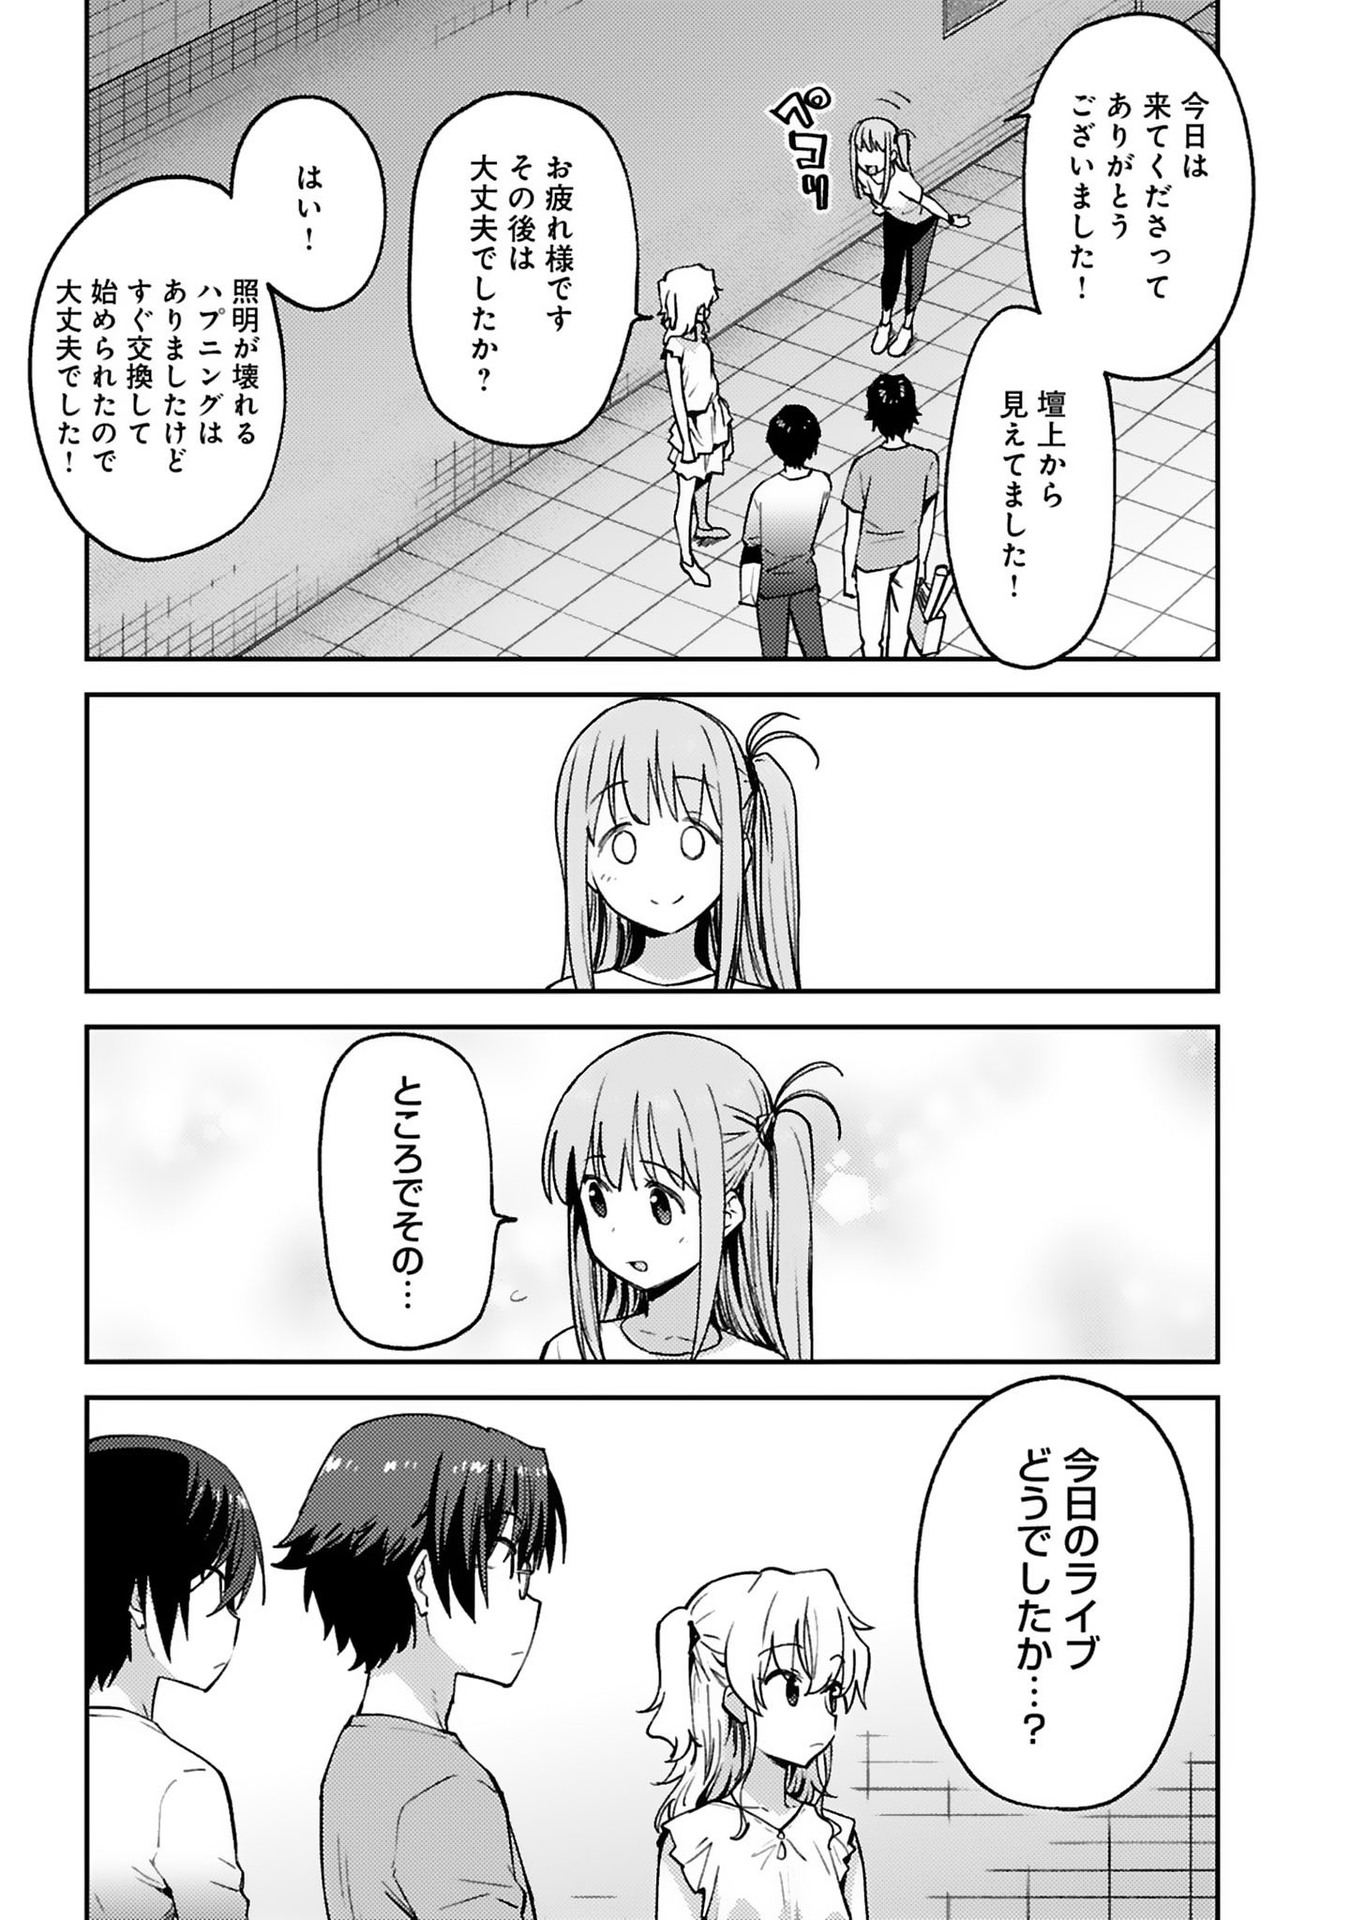 今日は
来てくださって
ありがとう
ございました！
壇上から
見えてました！
ペコリ
お疲れ様です
その後は
大丈夫でしたか？
はい！
照明が壊れる
ハプニングは
ありましたけど
すぐ交換して
始められたので
大丈夫でした！
ところでその…
今日のライブ
どうでしたか…？